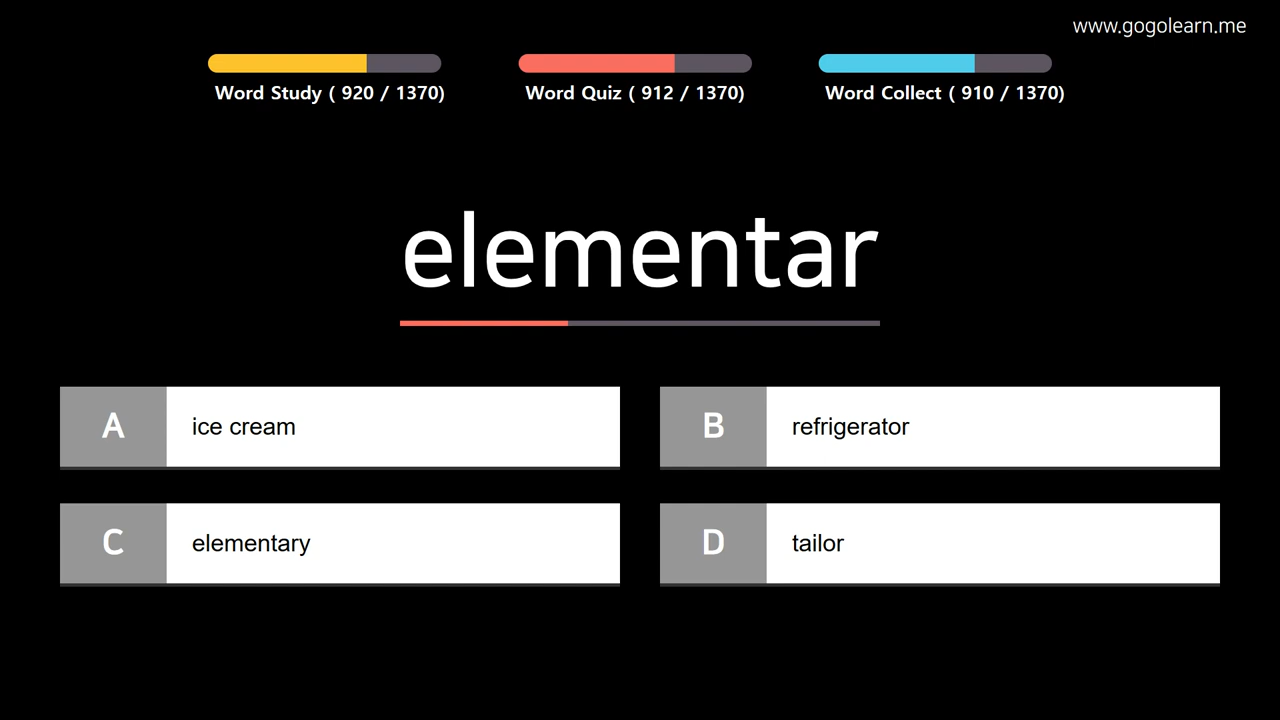 www.gogolearn.me
Word Study ( 920 / 1370)
Word Quiz ( 912 / 1370)
Word Collect ( 910 / 1370)
elementar
A ice cream
B refrigerator
C elementary
D tailor